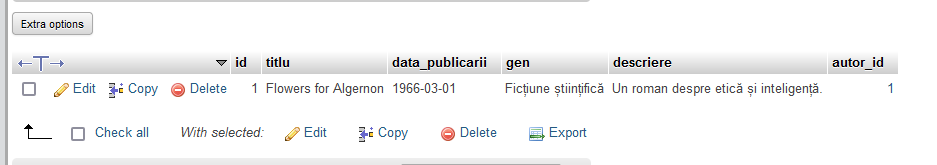 Extra options
id titlu data_publicarii gen descriere autor_id
Edit Copy Delete 1 Flowers for Algernon 1966-03-01 Ficțiune științifică Un roman despre etică și inteligență. 1
Check all With selected: Edit Copy Delete Export